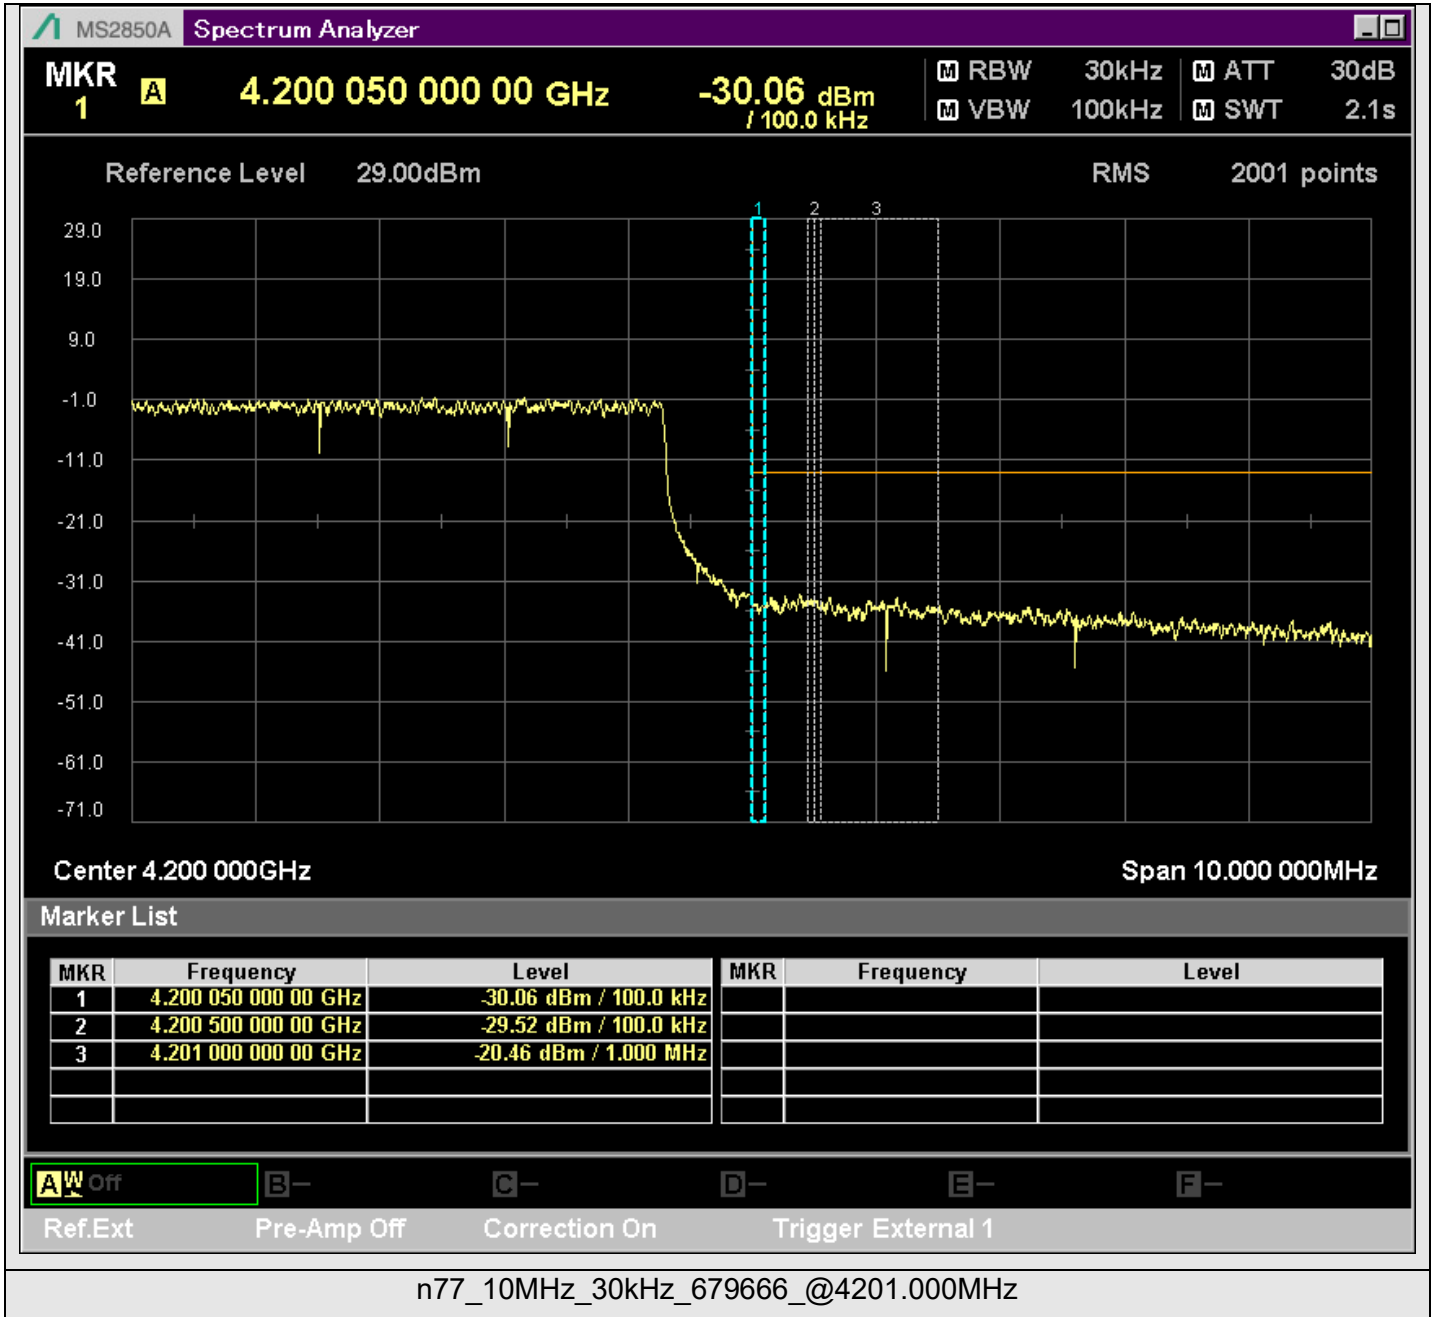 MS2850A Spectrum Analyzer
MKR 1 A 4.200 050 000 00 GHz -30.06 dBm / 100.0 kHz
M RBW 30kHz M ATT 30dB
M VBW 100kHz M SWT 2.1s
Reference Level 29.00dBm RMS 2001 points
1 2 3
29.0
19.0
9.0
-1.0
-11.0
-21.0
-31.0
-41.0
-51.0
-61.0
-71.0
Center 4.200 000GHz Span 10.000 000MHz
Marker List
MKR Frequency Level MKR Frequency Level
1 4.200 050 000 00 GHz -30.06 dBm / 100.0 kHz
2 4.200 500 000 00 GHz -29.52 dBm / 100.0 kHz
3 4.201 000 000 00 GHz -20.46 dBm / 1.000 MHz
A W Off B - C - D - E - F -
Ref.Ext Pre-Amp Off Correction On Trigger External 1
n77_10MHz_30kHz_679666_@4201.000MHz